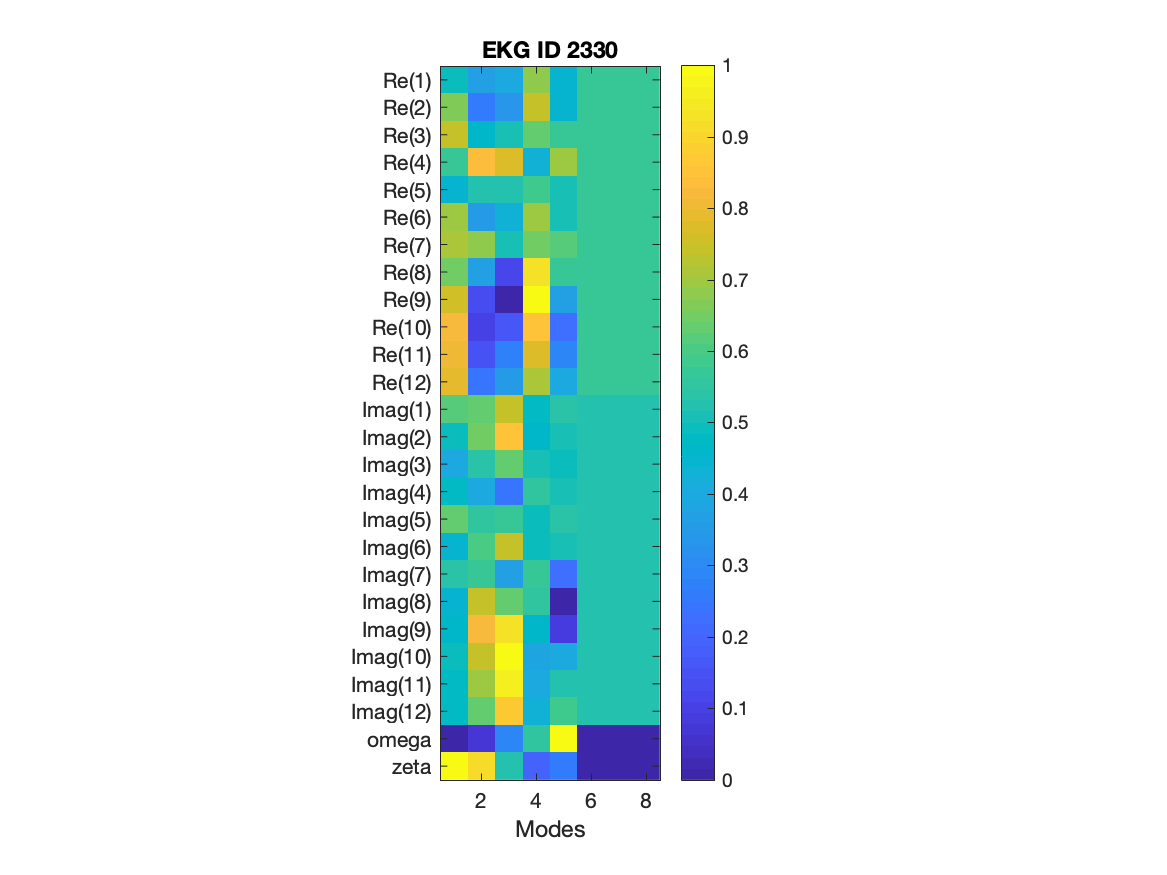 EKG ID 2330
Re(1)
Re(2)
Re(3)
Re(4)
Re(5)
Re(6)
Re(7)
Re(8)
Re(9)
Re(10)
Re(11)
Re(12)
Imag(1)
Imag(2)
Imag(3)
Imag(4)
Imag(5)
Imag(6)
Imag(7)
Imag(8)
Imag(9)
Imag(10)
Imag(11)
Imag(12)
omega
zeta
2 4 6 8
Modes
1
0.9
0.8
0.7
0.6
0.5
0.4
0.3
0.2
0.1
0